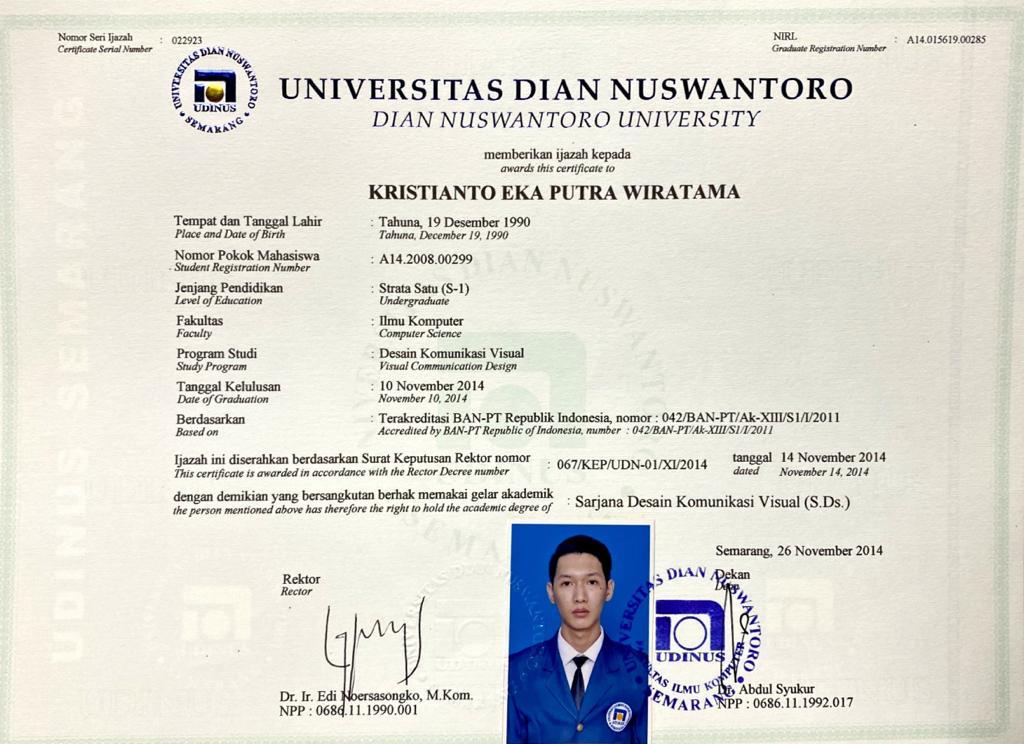 Nomor Seri Ijazah : 022923
Certificate Serial Number
NIRL : A14.015619.00285
Graduate Registration Number
UNIVERSITAS DIAN NUSWANTORO
UDINUS
SEMARANG
UNIVERSITAS DIAN NUSWANTORO
DIAN NUSWANTORO UNIVERSITY
memberikan ijazah kepada
awards this certificate to
KRISTIANTO EKA PUTRA WIRATAMA
Tempat dan Tanggal Lahir : Tahuna, 19 Desember 1990
Place and Date of Birth Tahuna, December 19, 1990
Nomor Pokok Mahasiswa : A14.2008.00299
Student Registration Number
Jenjang Pendidikan : Strata Satu (S-1)
Level of Education Undergraduate
Fakultas : Ilmu Komputer
Faculty Computer Science
Program Studi : Desain Komunikasi Visual
Study Program Visual Communication Design
Tanggal Kelulusan : 10 November 2014
Date of Graduation November 10, 2014
Berdasarkan : Terakreditasi BAN-PT Republik Indonesia, nomor : 042/BAN-PT/Ak-XIII/S1/I/2011
Based on Accredited by BAN-PT Republic of Indonesia, number : 042/BAN-PT/Ak-XIII/S1/I/2011
Ijazah ini diserahkan berdasarkan Surat Keputusan Rektor nomor : 067/KEP/UDN-01/XI/2014 tanggal 14 November 2014
This certificate is awarded in accordance with the Rector Decree number dated November 14, 2014
dengan demikian yang bersangkutan berhak memakai gelar akademik : Sarjana Desain Komunikasi Visual (S.Ds.)
the person mentioned above has therefore the right to hold the academic degree of
Semarang, 26 November 2014
Rektor
Rector
Dekan
Dr. Ir. Edi Noersasongko, M.Kom.
NPP : 0686.11.1990.001
UNIVERSITAS DIAN NUSWANTORO
UDINUS
FAKULTAS ILMU KOMPUTER
SEMARANG
Dr. Abdul Syukur
NPP : 0686.11.1992.017
UDINUS SEMARANG